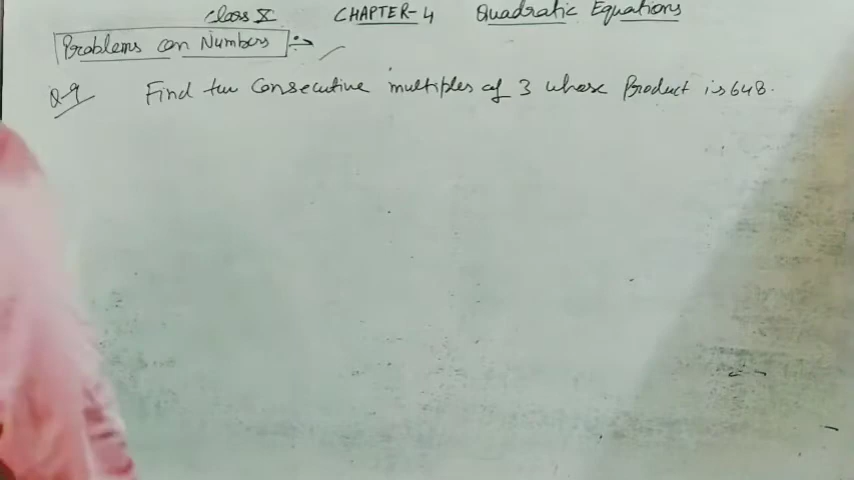 Class X CHAPTER-4 Quadratic Equations
Problems on Numbers :→
Q-9 Find two Consecutive multiples of 3 whose Product is 648.